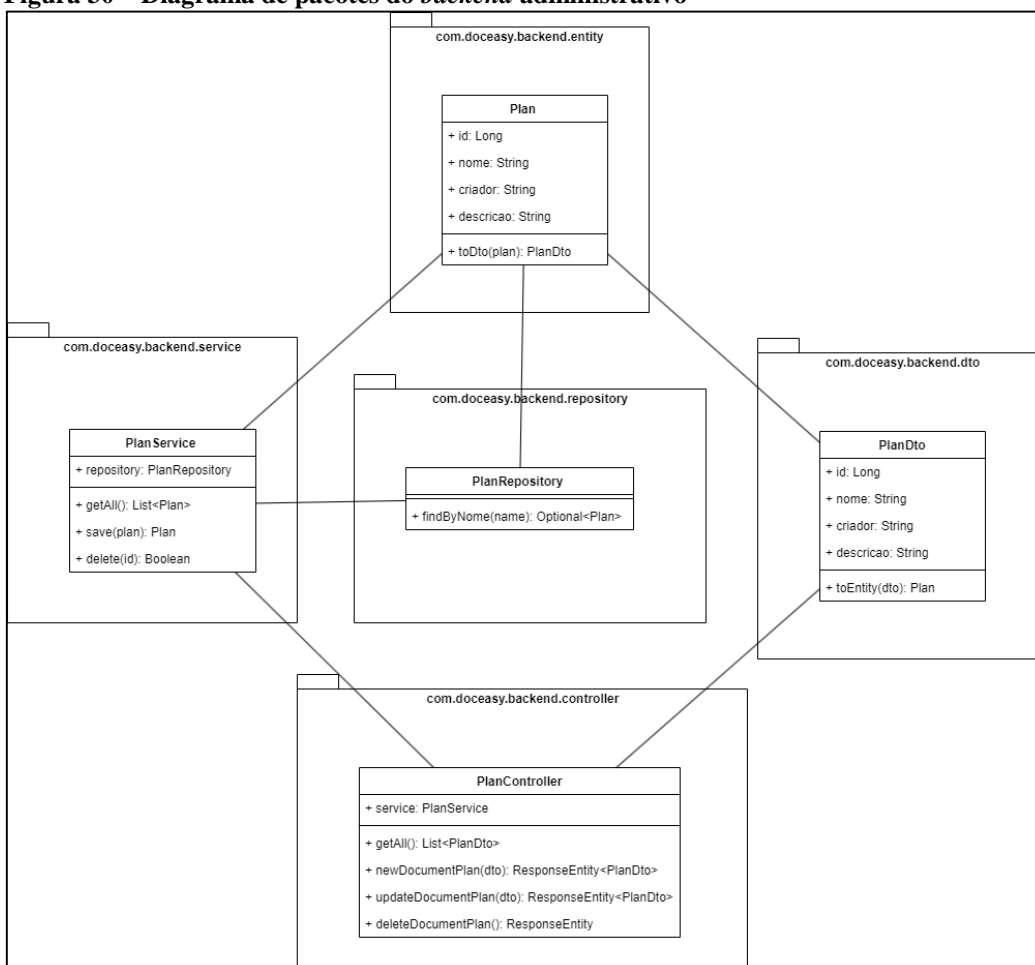 Figura 30 – Diagrama de pacotes do backend administrativo
com.doceasy.backend.entity
Plan
+ id: Long
+ nome: String
+ criador: String
+ descricao: String
+ toDto(plan): PlanDto
com.doceasy.backend.service
PlanService
+ repository: PlanRepository
+ getAll(): List<Plan>
+ save(plan): Plan
+ delete(id): Boolean
com.doceasy.backend.repository
PlanRepository
+ findByNome(name): Optional<Plan>
com.doceasy.backend.dto
PlanDto
+ id: Long
+ nome: String
+ criador: String
+ descricao: String
+ toEntity(dto): Plan
com.doceasy.backend.controller
PlanController
+ service: PlanService
+ getAll(): List<PlanDto>
+ newDocumentPlan(dto): ResponseEntity<PlanDto>
+ updateDocumentPlan(dto): ResponseEntity<PlanDto>
+ deleteDocumentPlan(): ResponseEntity